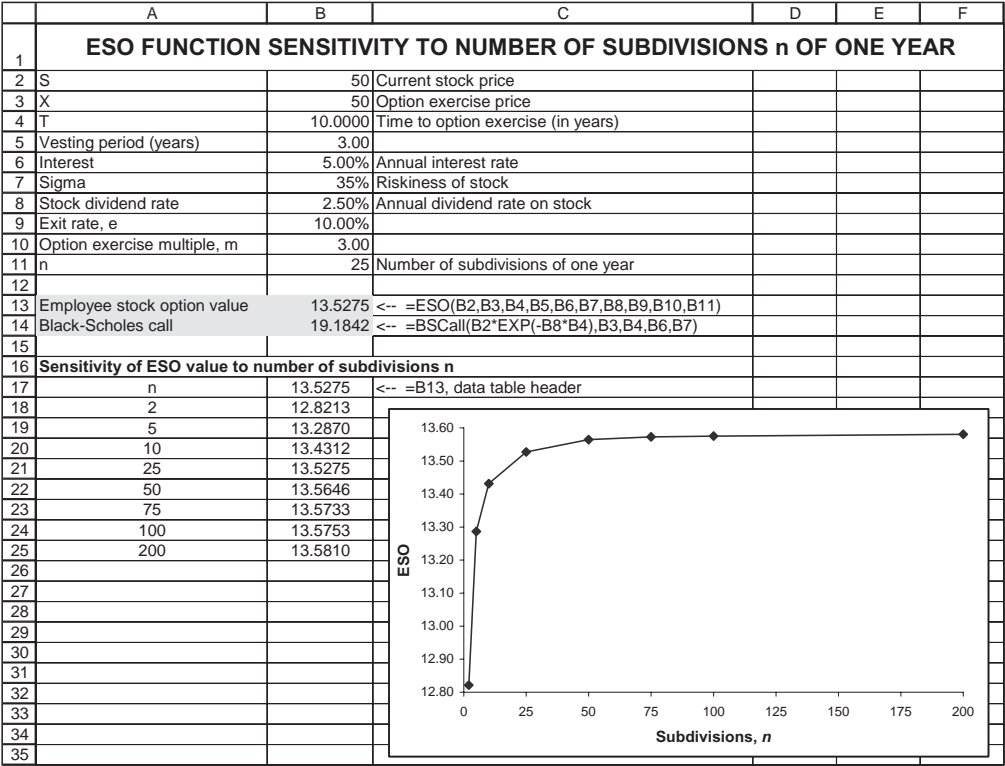 A B C D E F
1 ESO FUNCTION SENSITIVITY TO NUMBER OF SUBDIVISIONS n OF ONE YEAR
2 S 50 Current stock price
3 X 50 Option exercise price
4 T 10.0000 Time to option exercise (in years)
5 Vesting period (years) 3.00
6 Interest 5.00% Annual interest rate
7 Sigma 35% Riskiness of stock
8 Stock dividend rate 2.50% Annual dividend rate on stock
9 Exit rate, e 10.00%
10 Option exercise multiple, m 3.00
11 n 25 Number of subdivisions of one year
12
13 Employee stock option value 13.5275 <-- =ESO(B2,B3,B4,B5,B6,B7,B8,B9,B10,B11)
14 Black-Scholes call 19.1842 <-- =BSCall(B2*EXP(-B8*B4),B3,B4,B6,B7)
15
16 Sensitivity of ESO value to number of subdivisions n
17 n 13.5275 <-- =B13, data table header
18 2 12.8213
19 5 13.2870
20 10 13.4312
21 25 13.5275
22 50 13.5646
23 75 13.5733
24 100 13.5753
25 200 13.5810
26
27
28
29
30
31
32
33
34
35
13.60
13.50
13.40
13.30
13.20
13.10
13.00
12.90
12.80
ESO
0 25 50 75 100 125 150 175 200
Subdivisions, n